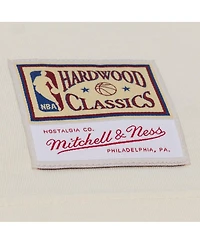 HARDWOOD
NBA
CLASSICS
NOSTALGIA CO.
Mitchell & Ness
PHILADELPHIA, PA.